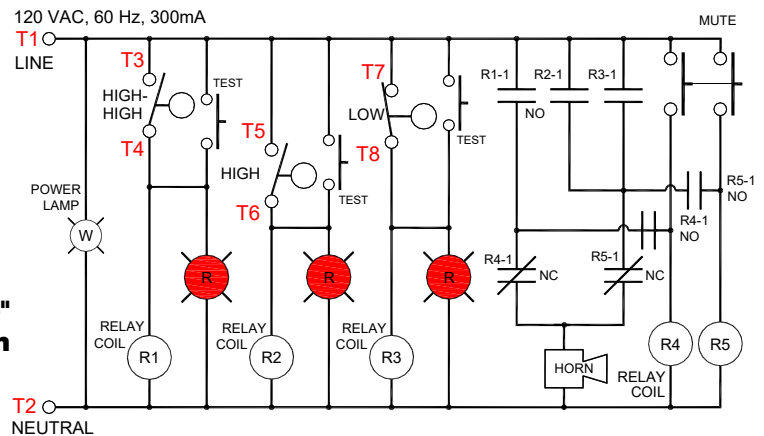 120 VAC, 60 Hz, 300mA
MUTE
T1
LINE
T3
HIGH-
HIGH
T4
TEST
T5
HIGH
T6
TEST
T7
LOW
T8
TEST
R1-1
NO
R2-1
R3-1
R5-1
NO
R4-1
NO
POWER
LAMP
W
R
R
R
R4-1
NC
R5-1
NC
"
n
RELAY
COIL
R1
RELAY
COIL
R2
RELAY
COIL
R3
HORN
RELAY
COIL
R4
R5
T2
NEUTRAL